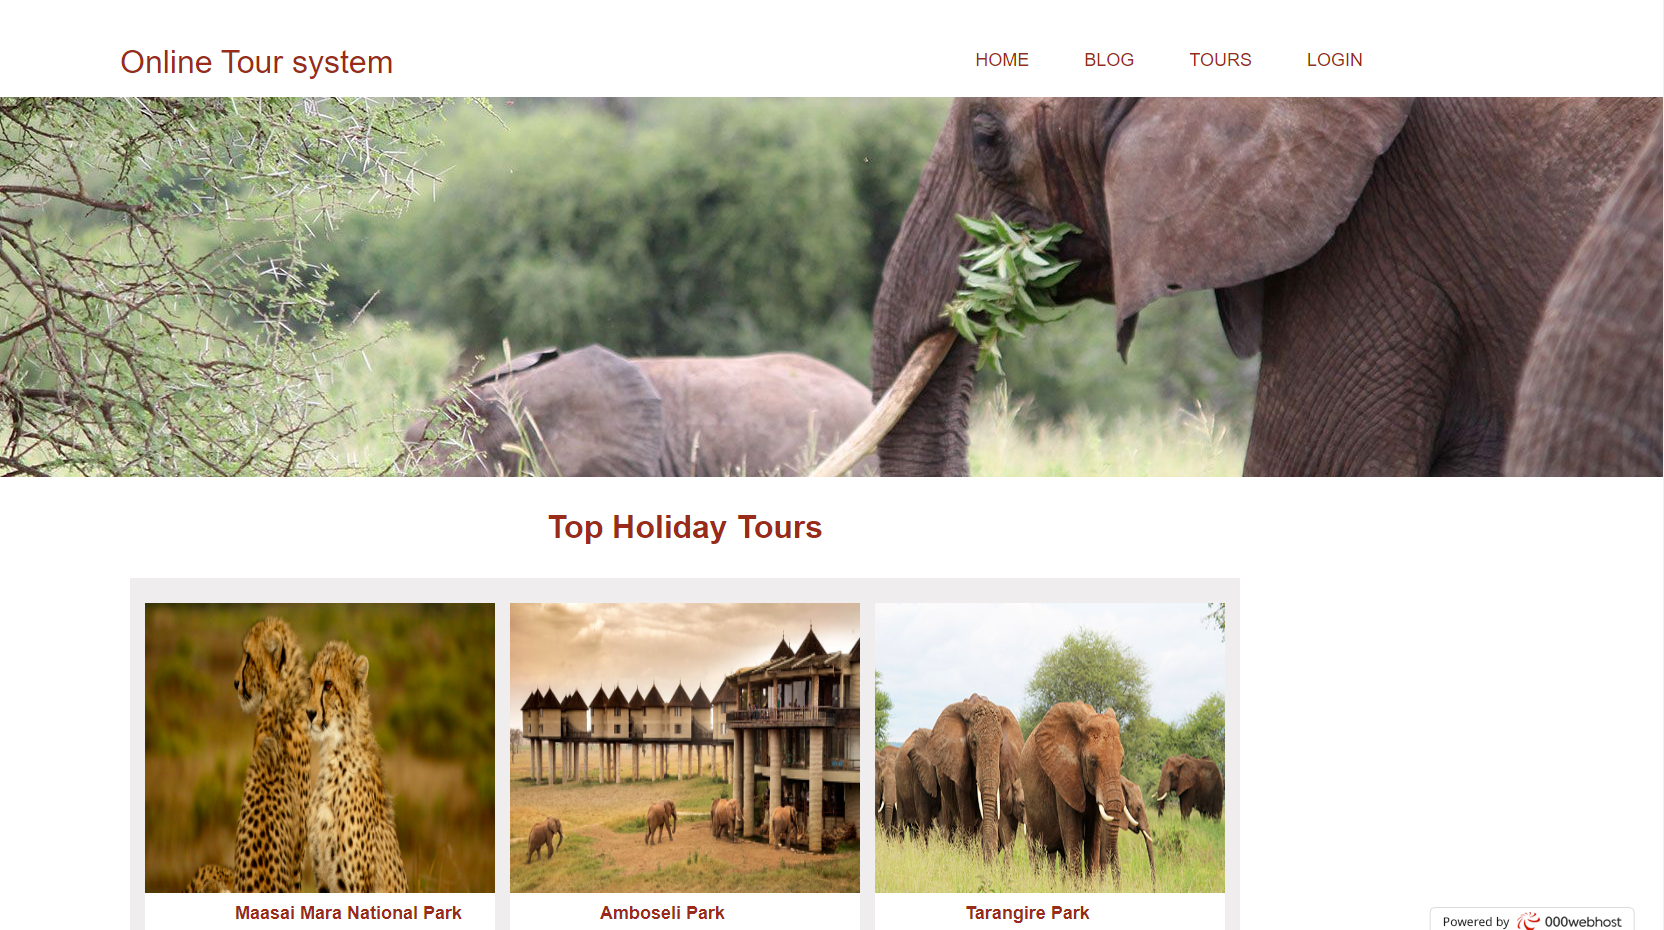 Online Tour system
HOME BLOG TOURS LOGIN
Top Holiday Tours
Maasai Mara National Park
Amboseli Park
Tarangire Park
Powered by 000webhost